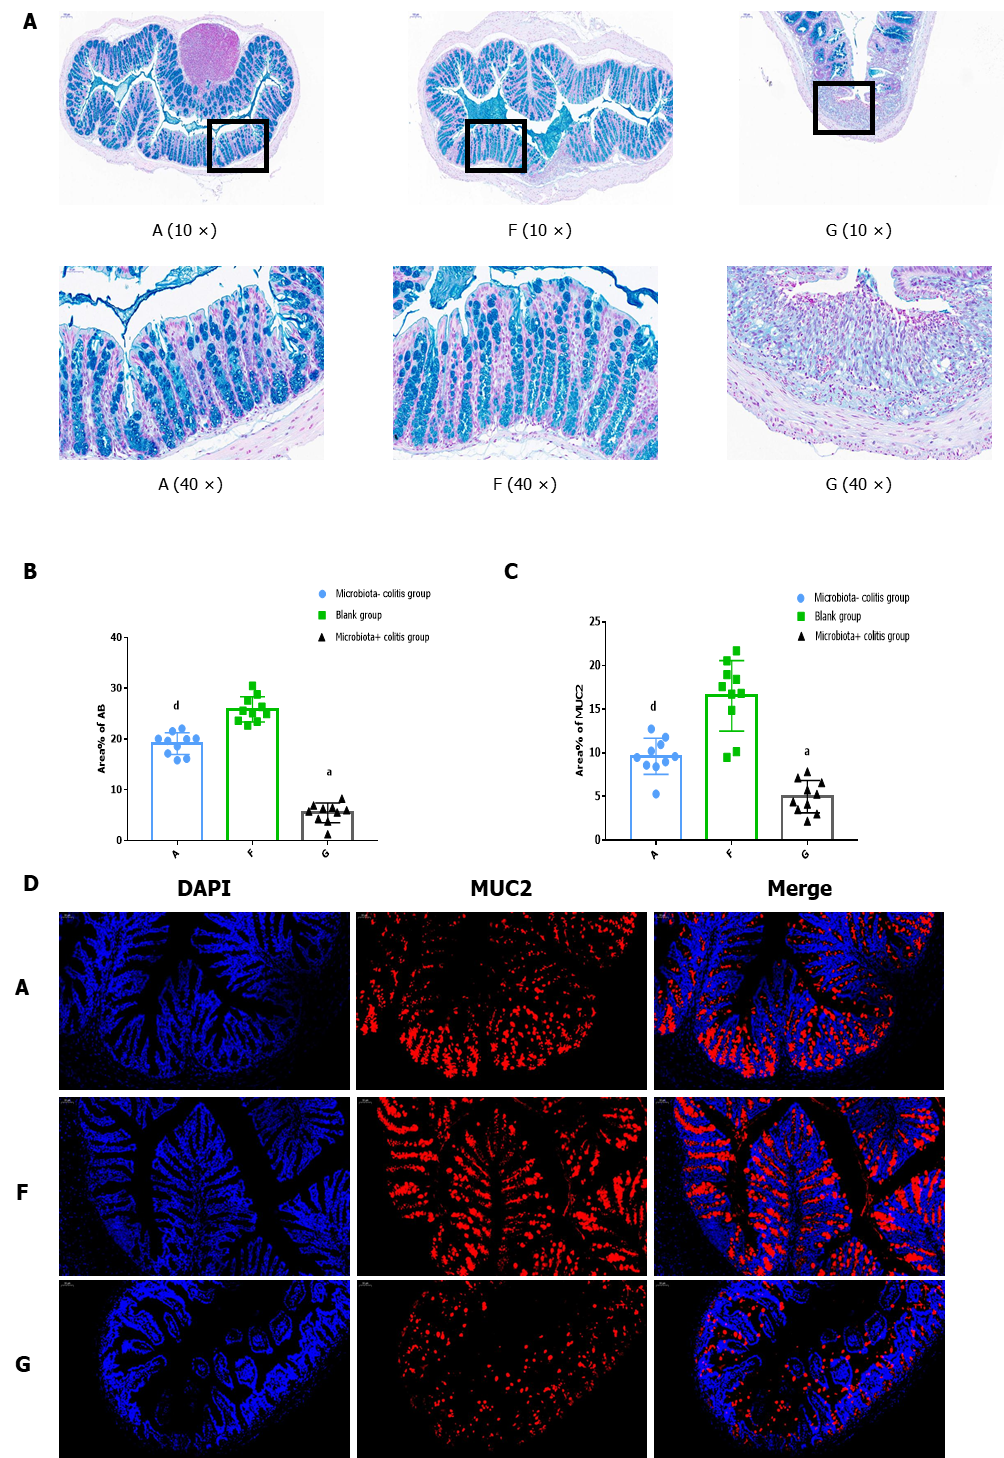 A
A (10 ×)
F (10 ×)
G (10 ×)
A (40 ×)
F (40 ×)
G (40 ×)
B
Microbiota- colitis group
Blank group
Microbiota+ colitis group
Area% of AB
40
30
20
10
0
d
a
A
F
G
C
Microbiota- colitis group
Blank group
Microbiota+ colitis group
Area% of MUC2
25
20
15
10
5
0
d
a
A
F
G
D
DAPI
MUC2
Merge
A
F
G